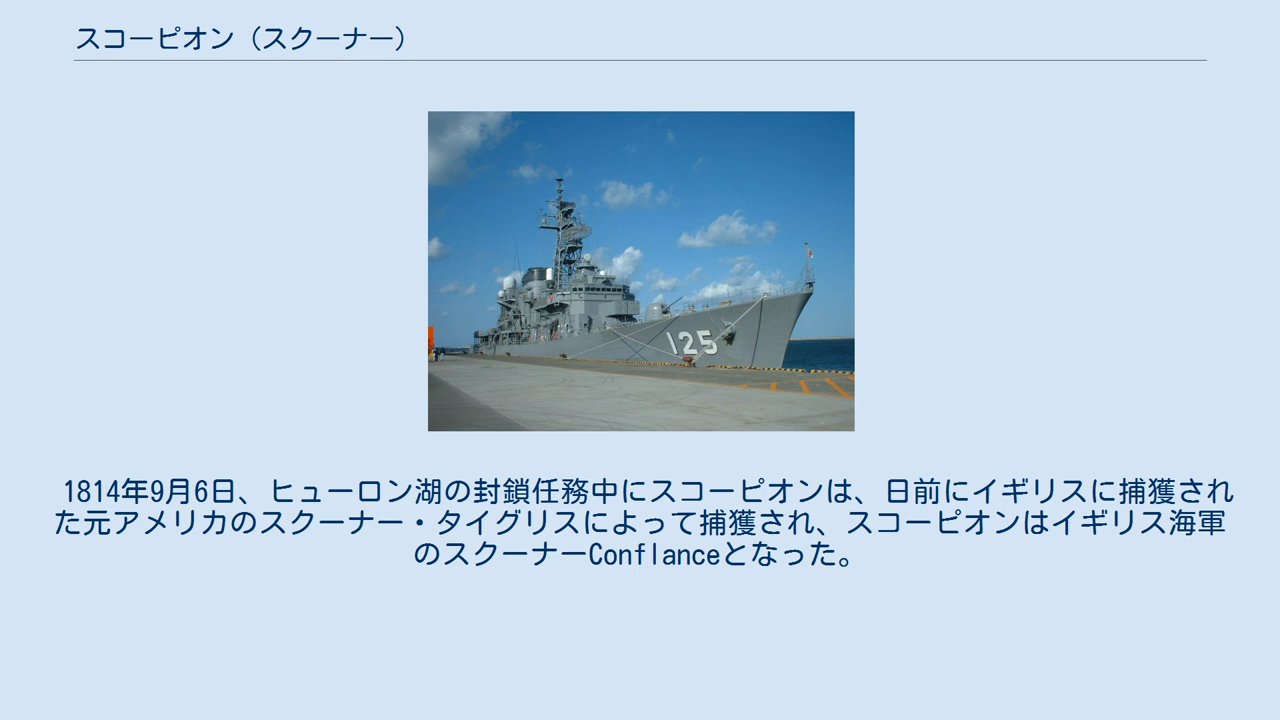 スコーピオン（スクーナー）
125
1814年9月6日、ヒューロン湖の封鎖任務中にスコーピオンは、日前にイギリスに捕獲され
た元アメリカのスクーナー・タイグリスによって捕獲され、スコーピオンはイギリス海軍
のスクーナーConfianceとなった。